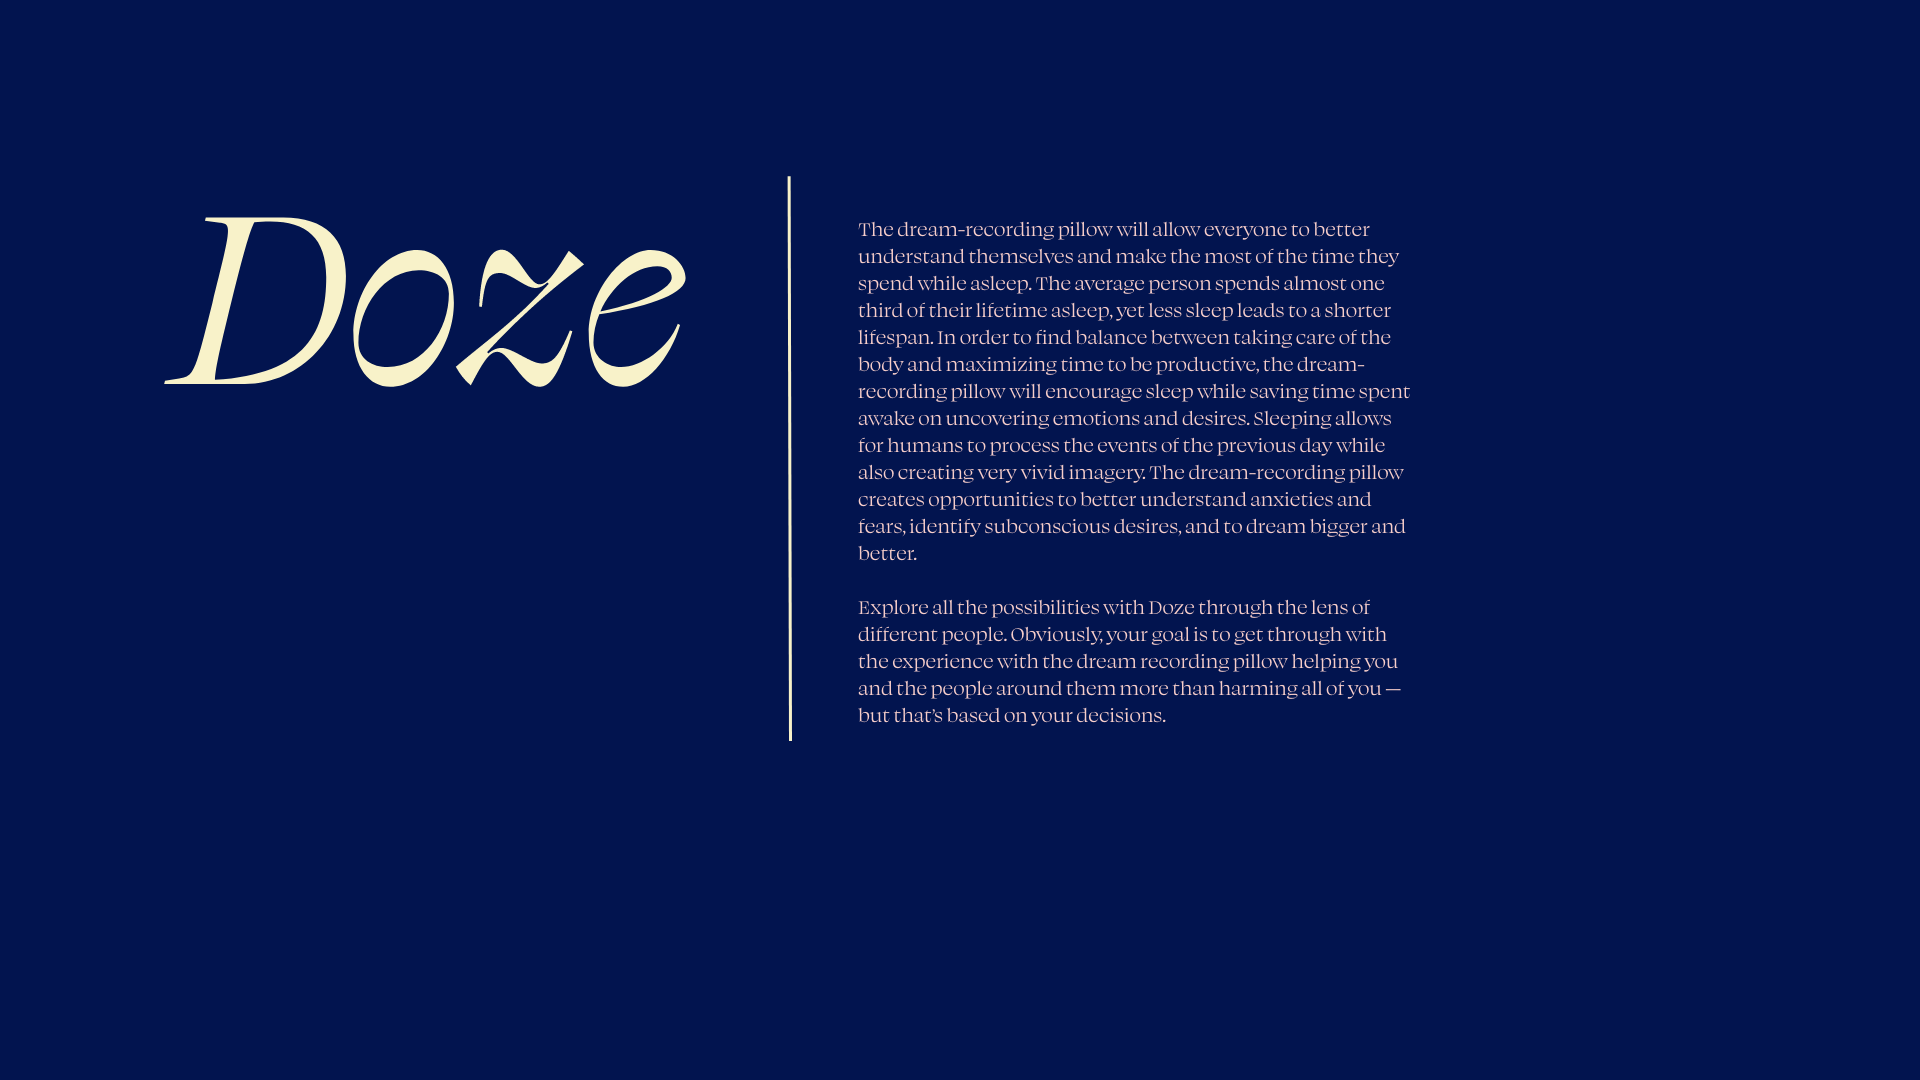 Doze
The dream-recording pillow will allow everyone to better
understand themselves and make the most of the time they
spend while asleep. The average person spends almost one
third of their lifetime asleep, yet less sleep leads to a shorter
lifespan. In order to find balance between taking care of the
body and maximizing time to be productive, the dream-
recording pillow will encourage sleep while saving time spent
awake on uncovering emotions and desires. Sleeping allows
for humans to process the events of the previous day while
also creating very vivid imagery. The dream-recording pillow
creates opportunities to better understand anxieties and
fears, identify subconscious desires, and to dream bigger and
better.
Explore all the possibilities with Doze through the lens of
different people. Obviously, your goal is to get through with
the experience with the dream recording pillow helping you
and the people around them more than harming all of you —
but that’s based on your decisions.